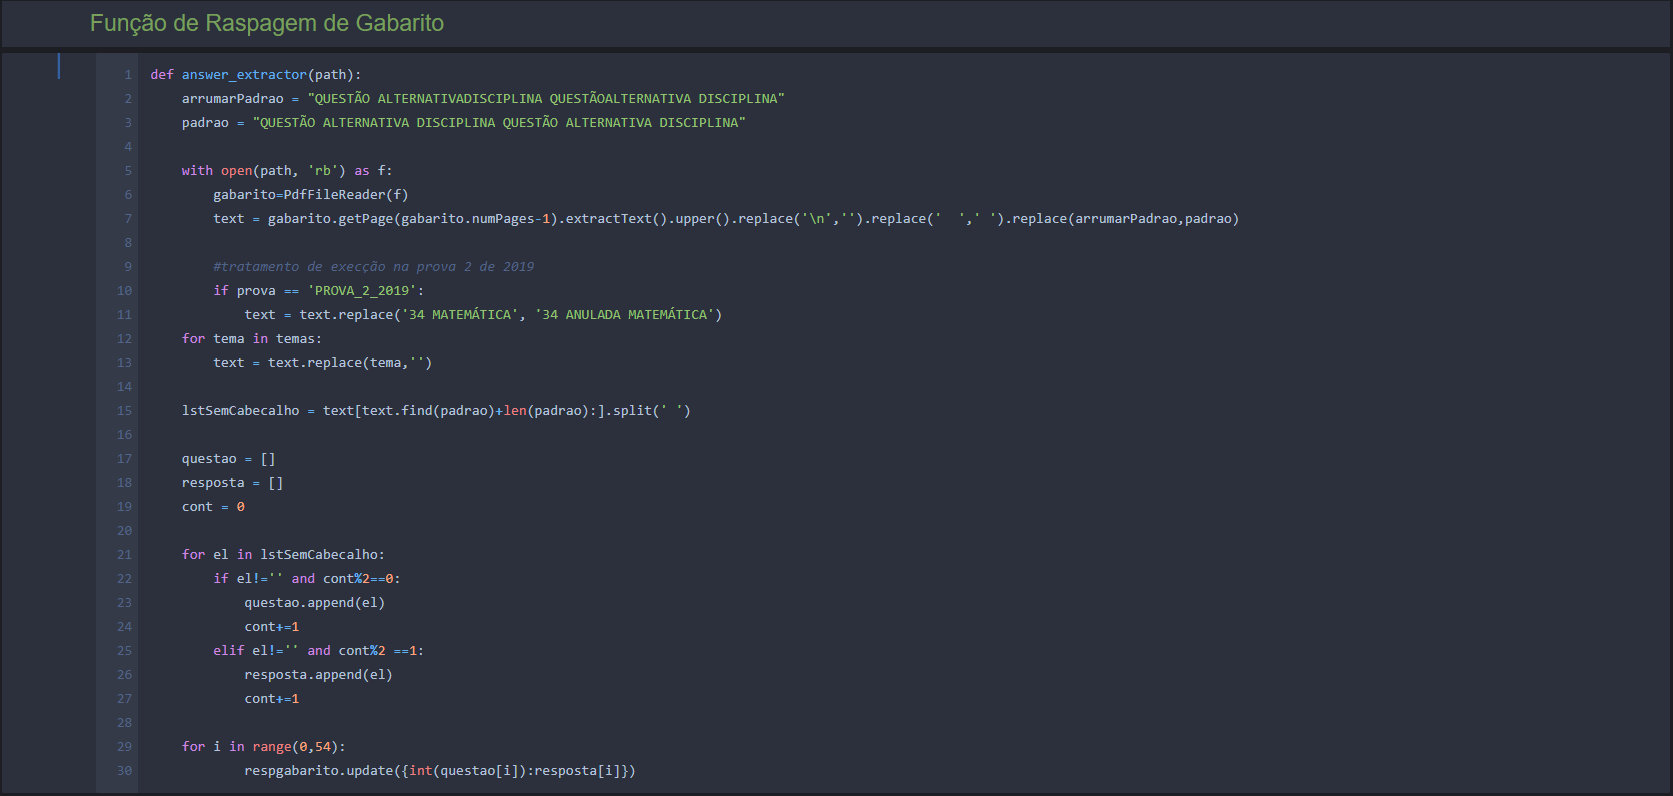 Função de Raspagem de Gabarito
1 def answer_extractor(path):
2     arrumarPadrao = "QUESTÃO ALTERNATIVADISCIPLINA QUESTÃOALTERNATIVA DISCIPLINA"
3     padrao = "QUESTÃO ALTERNATIVA DISCIPLINA QUESTÃO ALTERNATIVA DISCIPLINA"
4
5     with open(path, 'rb') as f:
6         gabarito=PdfFileReader(f)
7         text = gabarito.getPage(gabarito.numPages-1).extractText().upper().replace('\n','').replace('  ',' ').replace(arrumarPadrao,padrao)
8
9         #tratamento de execção na prova 2 de 2019
10         if prova == 'PROVA_2_2019':
11             text = text.replace('34 MATEMÁTICA', '34 ANULADA MATEMÁTICA')
12     for tema in temas:
13         text = text.replace(tema,'')
14
15     lstSemCabecalho = text[text.find(padrao)+len(padrao):].split(' ')
16
17     questao = []
18     resposta = []
19     cont = 0
20
21     for el in lstSemCabecalho:
22         if el!='' and cont%2==0:
23             questao.append(el)
24             cont+=1
25         elif el!='' and cont%2 ==1:
26             resposta.append(el)
27             cont+=1
28
29     for i in range(0,54):
30             respgabarito.update({int(questao[i]):resposta[i]})